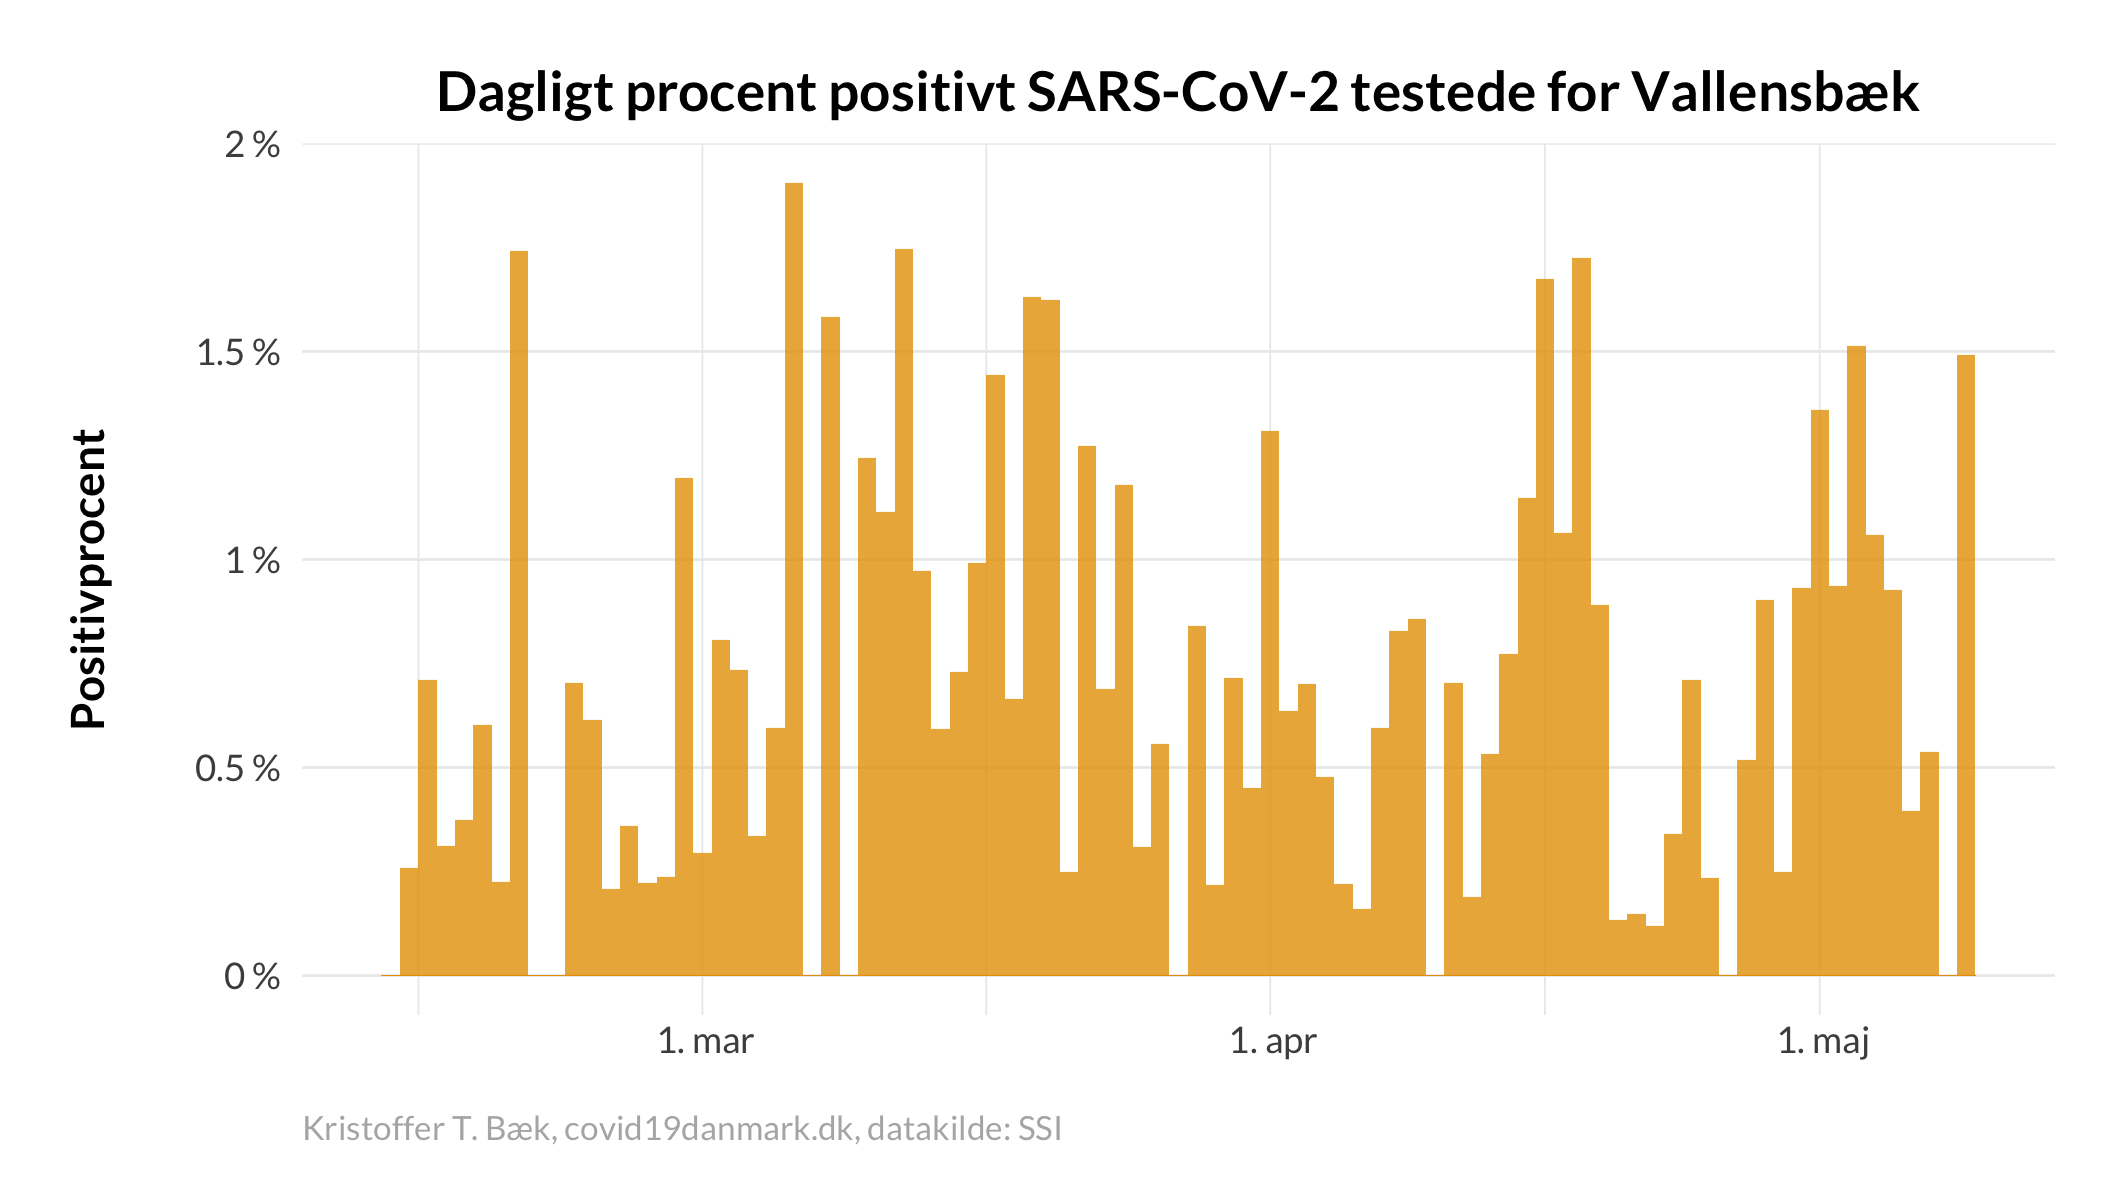 Dagligt procent positivt SARS-CoV-2 testede for Vallensbæk
Positivprocent
2 %
1.5 %
1 %
0.5 %
0 %
1. mar
1. apr
1. maj
Kristoffer T. Bæk, covid19danmark.dk, datakilde: SSI